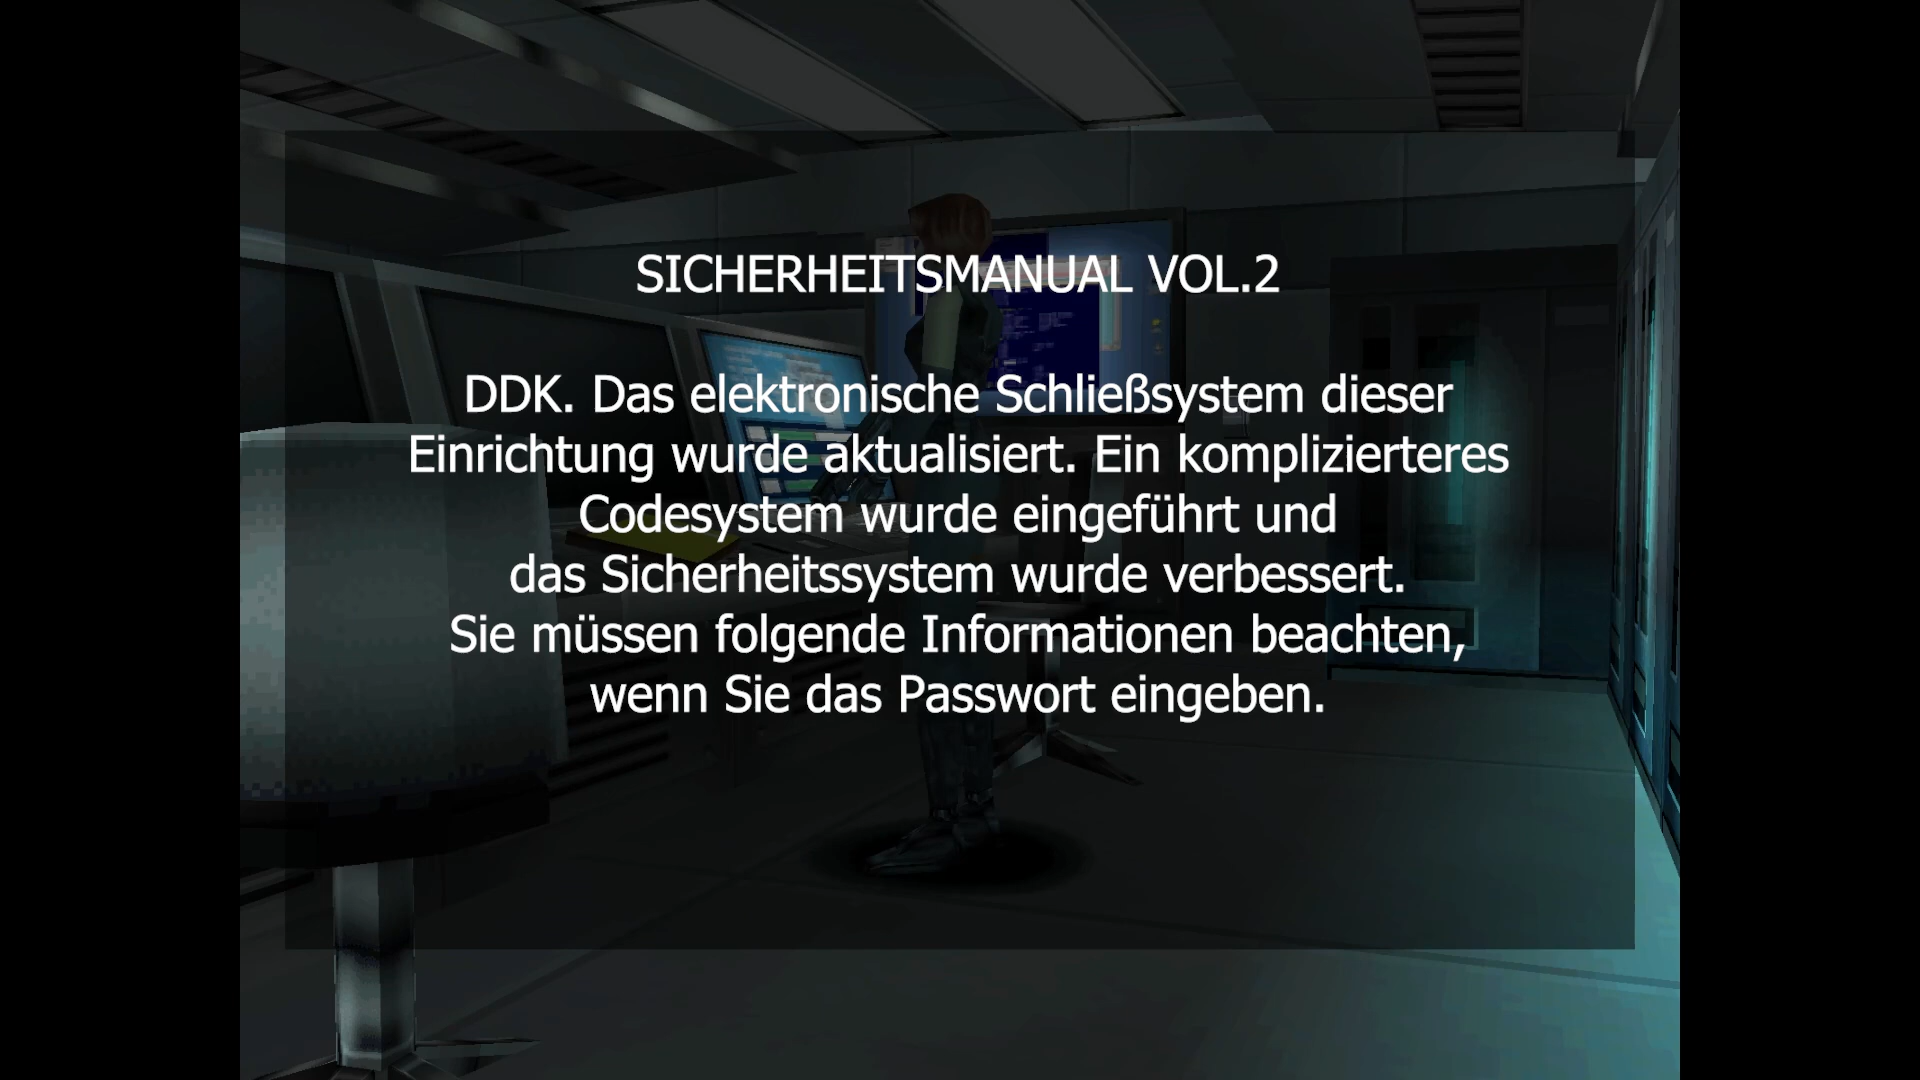 SICHERHEITSMANUAL VOL.2
DDK. Das elektronische Schließsystem dieser
Einrichtung wurde aktualisiert. Ein komplizierteres
Codesystem wurde eingeführt und
das Sicherheitssystem wurde verbessert.
Sie müssen folgende Informationen beachten,
wenn Sie das Passwort eingeben.